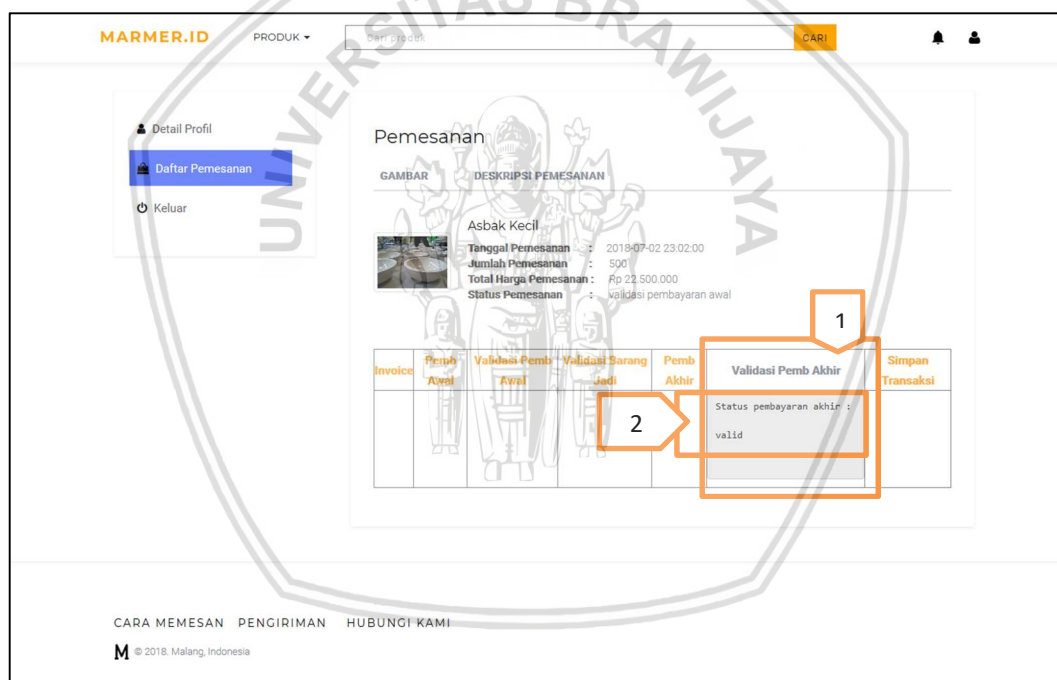 UNIVERSITAS BRAWIJAYA
MARMER.ID PRODUK Cari produk CARI
Detail Profil
Daftar Pemesanan
Keluar
Pemesanan
GAMBAR DESKRIPSI PEMESANAN
Asbak Kecil
Tanggal Pemesanan : 2018-07-02 23:02:00
Jumlah Pemesanan : 500
Total Harga Pemesanan : Rp 22.500.000
Status Pemesanan : validasi pembayaran awal
1
Invoice Pemb Awal Validasi Pemb Awal Validasi Barang Jadi Pemb Akhir Validasi Pemb Akhir Simpan Transaksi
2
Status pembayaran akhir :
valid
CARA MEMESAN PENGIRIMAN HUBUNGI KAMI
M © 2018. Malang, Indonesia